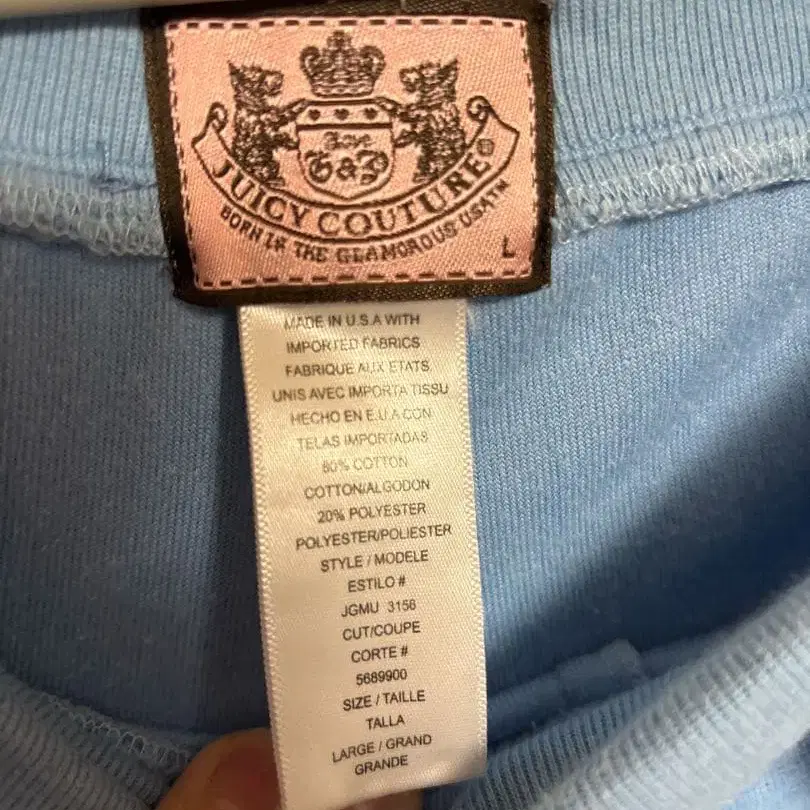 Love
G&P
JUICY COUTURE®
BORN IN THE GLAMOROUS USA
L
MADE IN U.S.A WITH
IMPORTED FABRICS
FABRIQUE AUX ETATS
UNIS AVEC IMPORTA TISSU
HECHO EN E.U.A CON
TELAS IMPORTADAS
80% COTTON
COTTON/ALGODON
20% POLYESTER
POLYESTER/POLIESTER
STYLE / MODELE
ESTILO #
JGMU 3156
CUT/COUPE
CORTE #
5689900
SIZE / TAILLE
TALLA
LARGE / GRAND
GRANDE